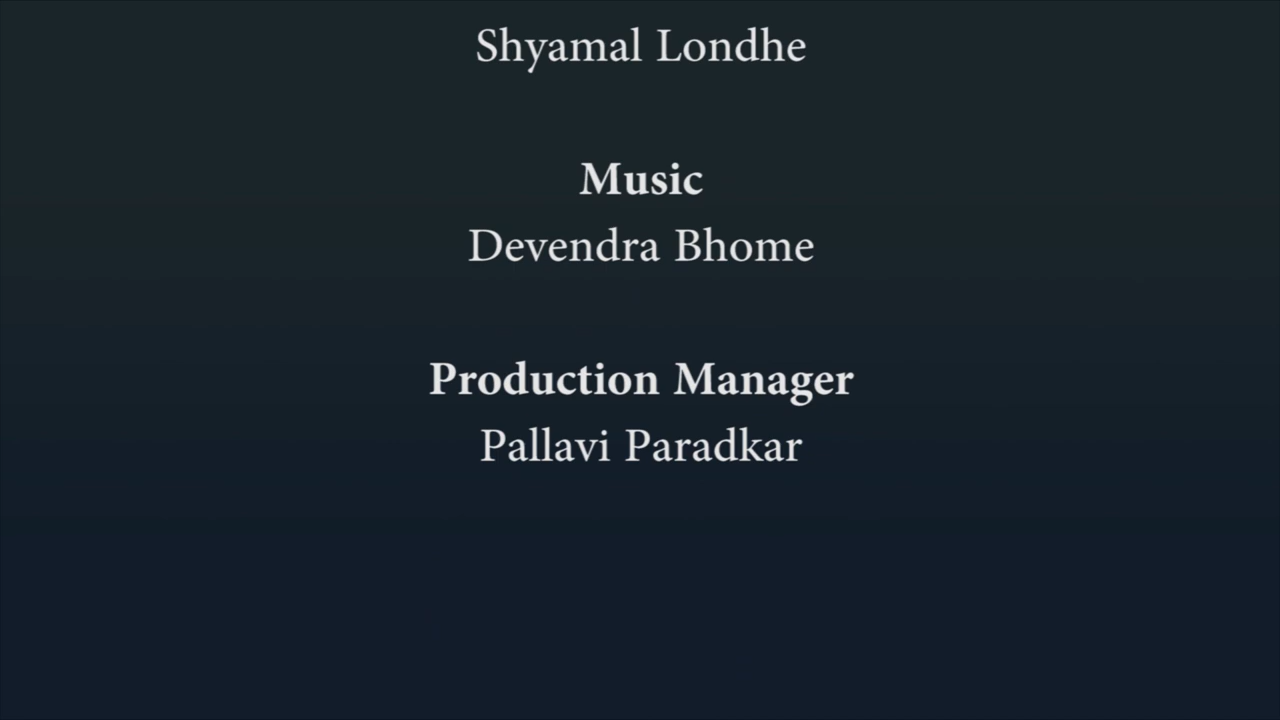 Shyamal Londhe
Music
Devendra Bhome
Production Manager
Pallavi Paradkar